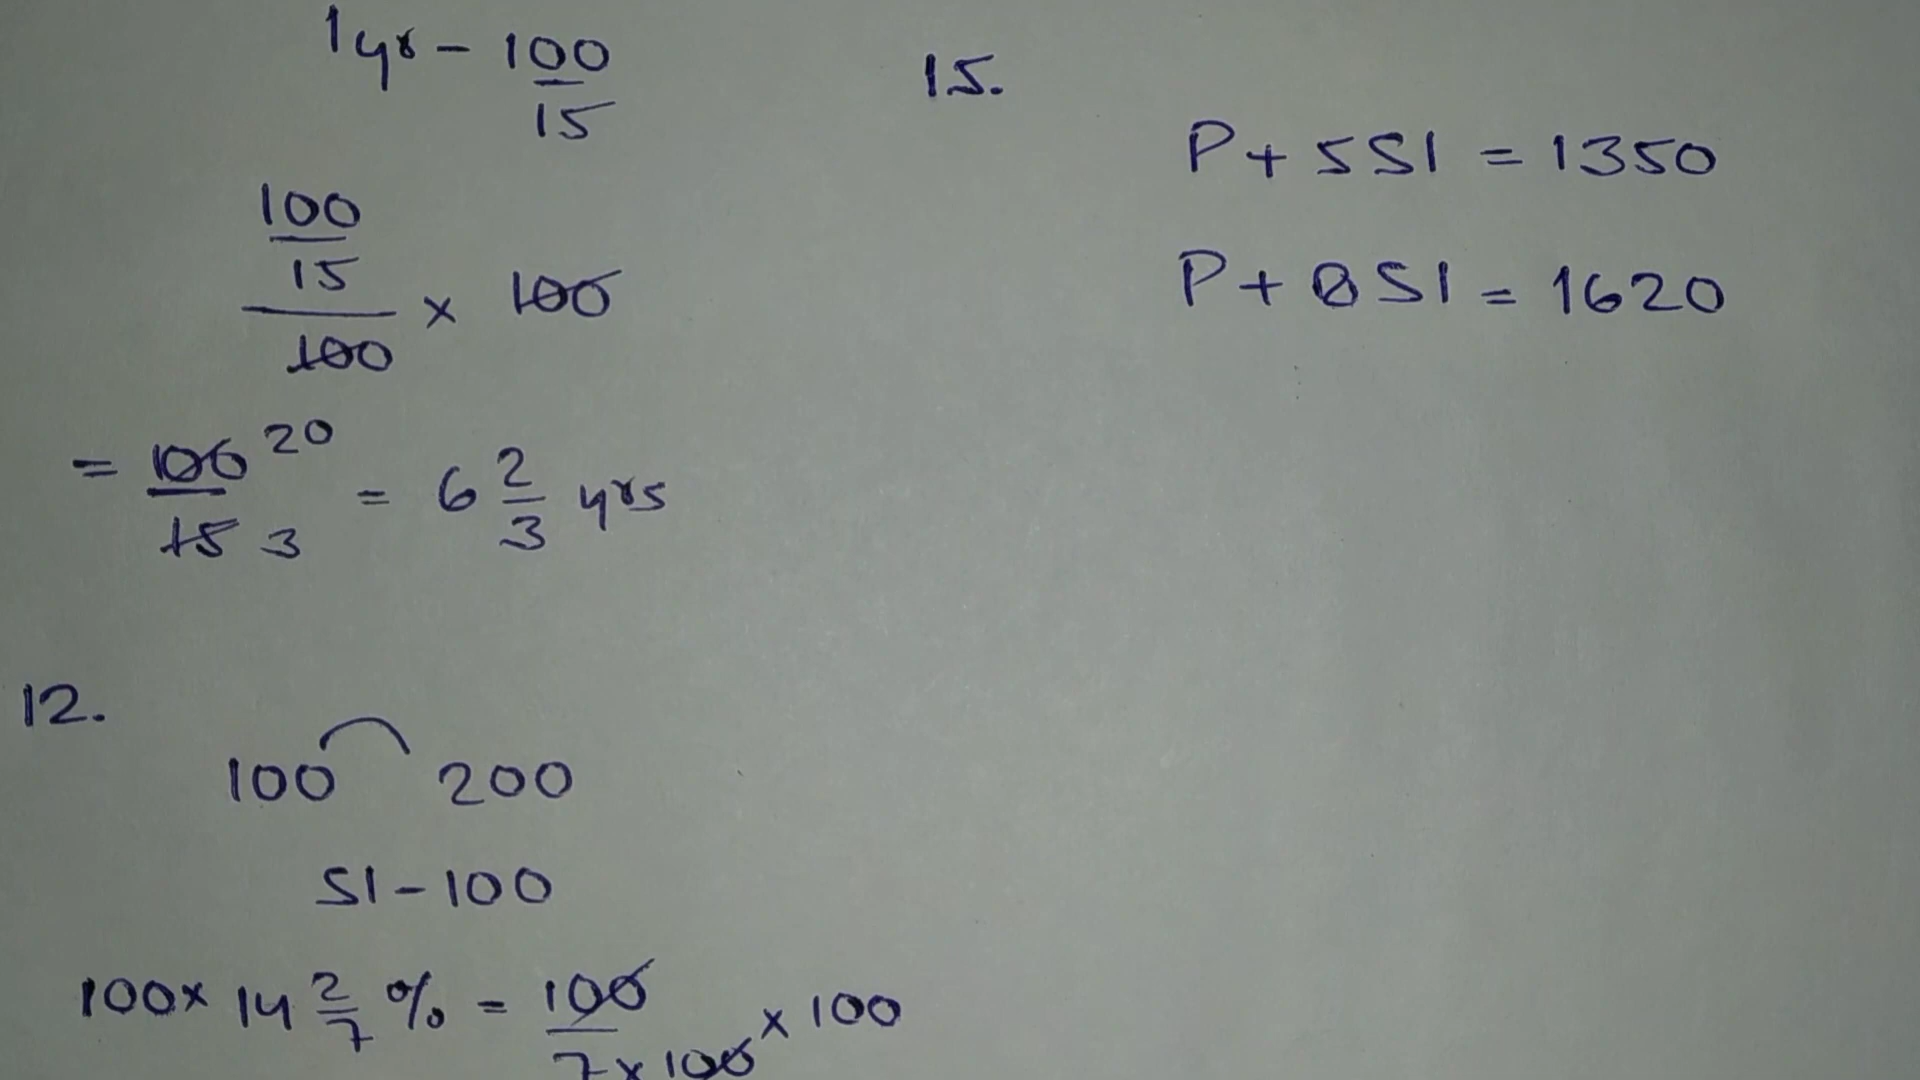 1yr - 100
15
100
15
100
× 100
= 100 20
15 3
= 6 2/3 yrs
12.
100 200
SI - 100
100 × 14 2/7 % = 100
7 × 100
× 100
15.
P + 5SI = 1350
P + 8SI = 1620